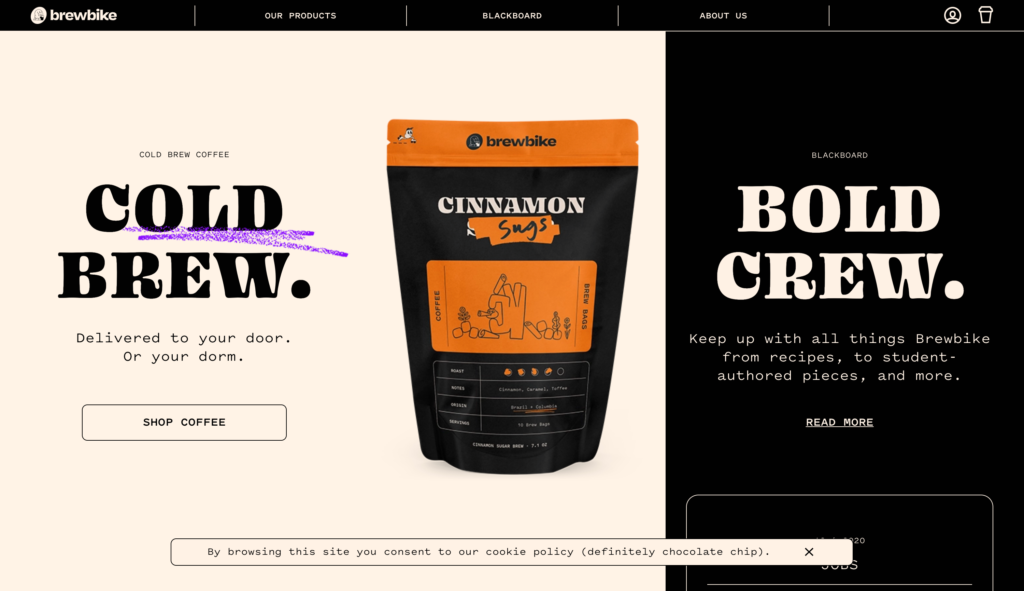 brewbike
OUR PRODUCTS
BLACKBOARD
ABOUT US
COLD BREW COFFEE
COLD
BREW.
Delivered to your door.
Or your dorm.
SHOP COFFEE
brewbike
CINNAMON
Sugs
COFFEE
BREW BAGS
ROAST
NOTES
Cinnamon, Caramel, Toffee
ORIGIN
Brazil + Columbia
SERVINGS
10 Brew Bags
CINNAMON SUGAR BREW - 7.1 OZ
BLACKBOARD
BOLD
CREW.
Keep up with all things Brewbike
from recipes, to student-
authored pieces, and more.
READ MORE
JOBS
By browsing this site you consent to our cookie policy (definitely chocolate chip).